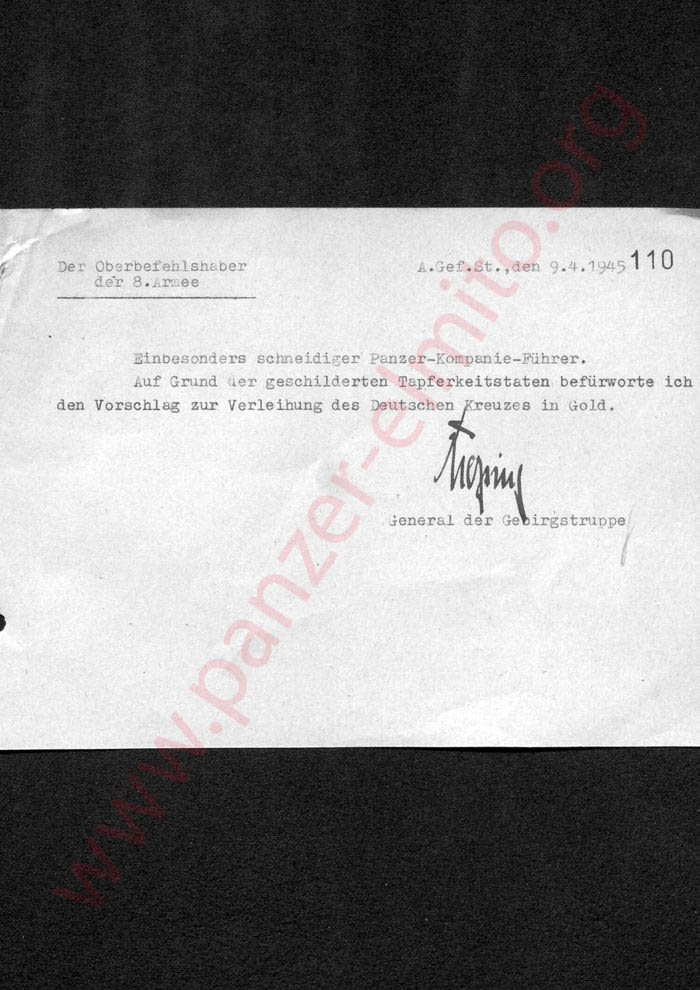 Der Oberbefehlshaber
der 8.Armee
A.Gef.St.,den 9.4.1945
110
Einbesonders schneidiger Panzer-Kompanie-Führer.
Auf Grund der geschilderten Tapferkeitstaten befürworte ich
den Vorschlag zur Verleihung des Deutschen Kreuzes in Gold.
General der Gebirgstruppe
www.panzer-elmito.org